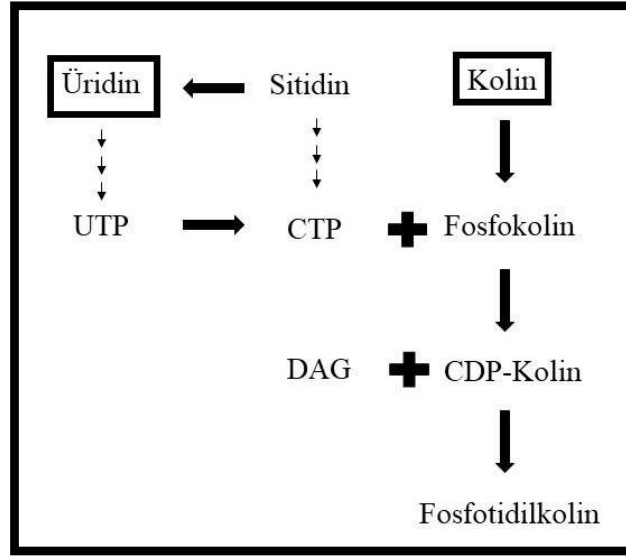 Üridin Sitidin Kolin
UTP CTP Fosfokolin
DAG CDP-Kolin
Fosfotidilkolin